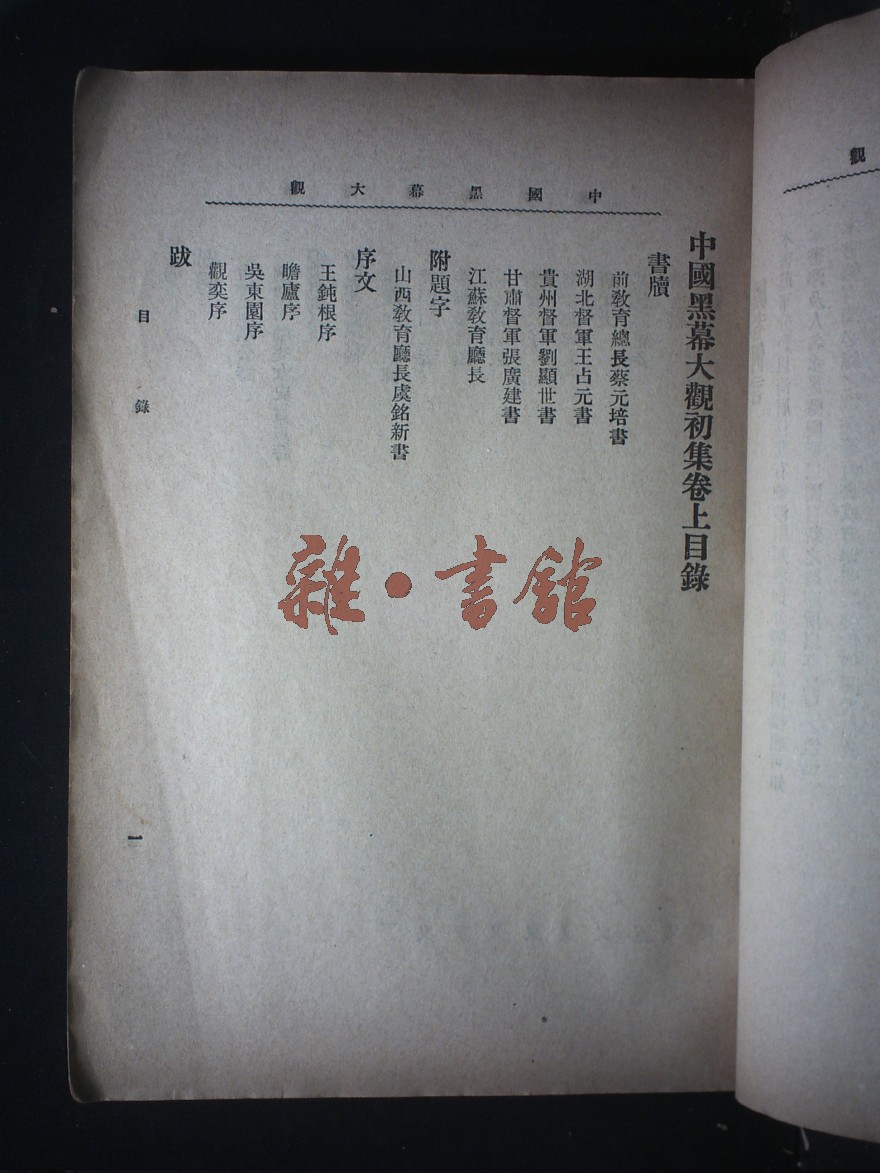 中國黑幕大觀
中國黑幕大觀初集卷上目錄
書牘
前敎育總長蔡元培書
湖北督軍王占元書
貴州督軍劉顯世書
甘肅督軍張廣建書
江蘇敎育廳長
附題字
山西敎育廳長虞銘新書
序文
王鈍根序
瞻廬序
吳東園序
觀奕序
跋
目錄
一
雜·書館
觀